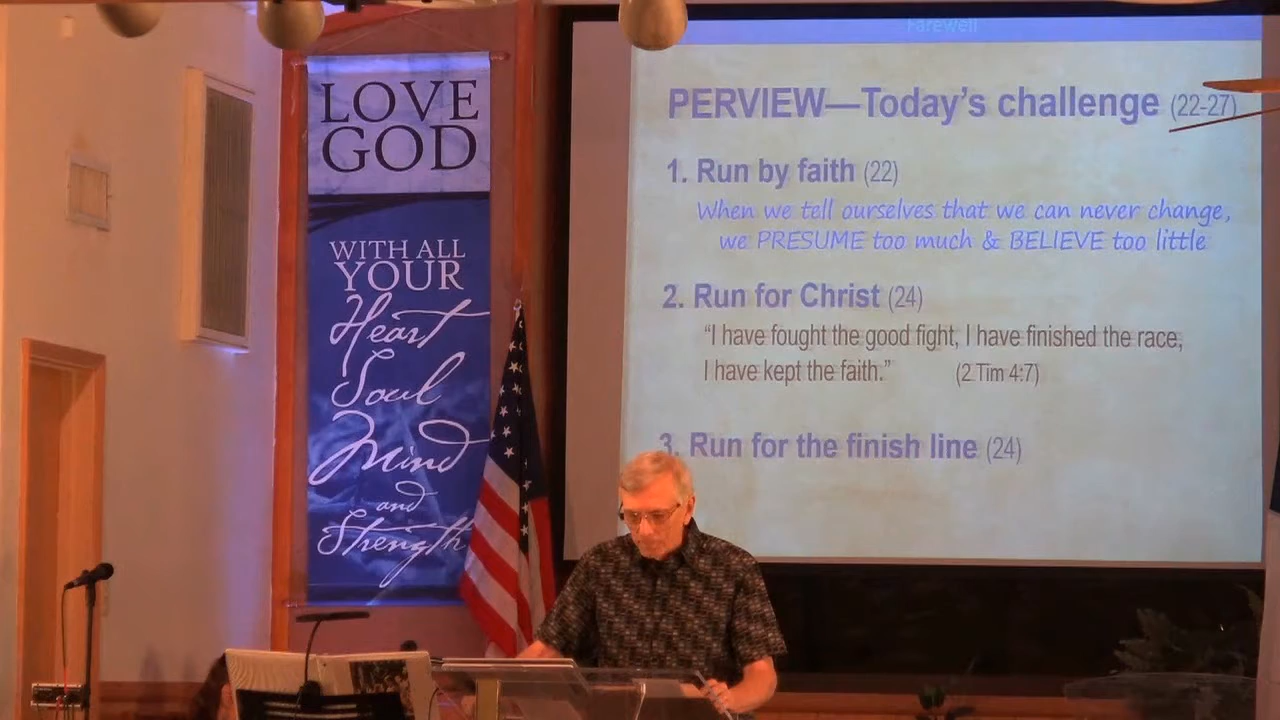 LOVE
GOD
WITH ALL
YOUR
Heart
Soul
Mind
and
Strength
Farewell
PERVIEW—Today's challenge (22-27)
1. Run by faith (22)
When we tell ourselves that we can never change,
we PRESUME too much & BELIEVE too little
2. Run for Christ (24)
"I have fought the good fight, I have finished the race,
I have kept the faith." (2 Tim 4:7)
3. Run for the finish line (24)